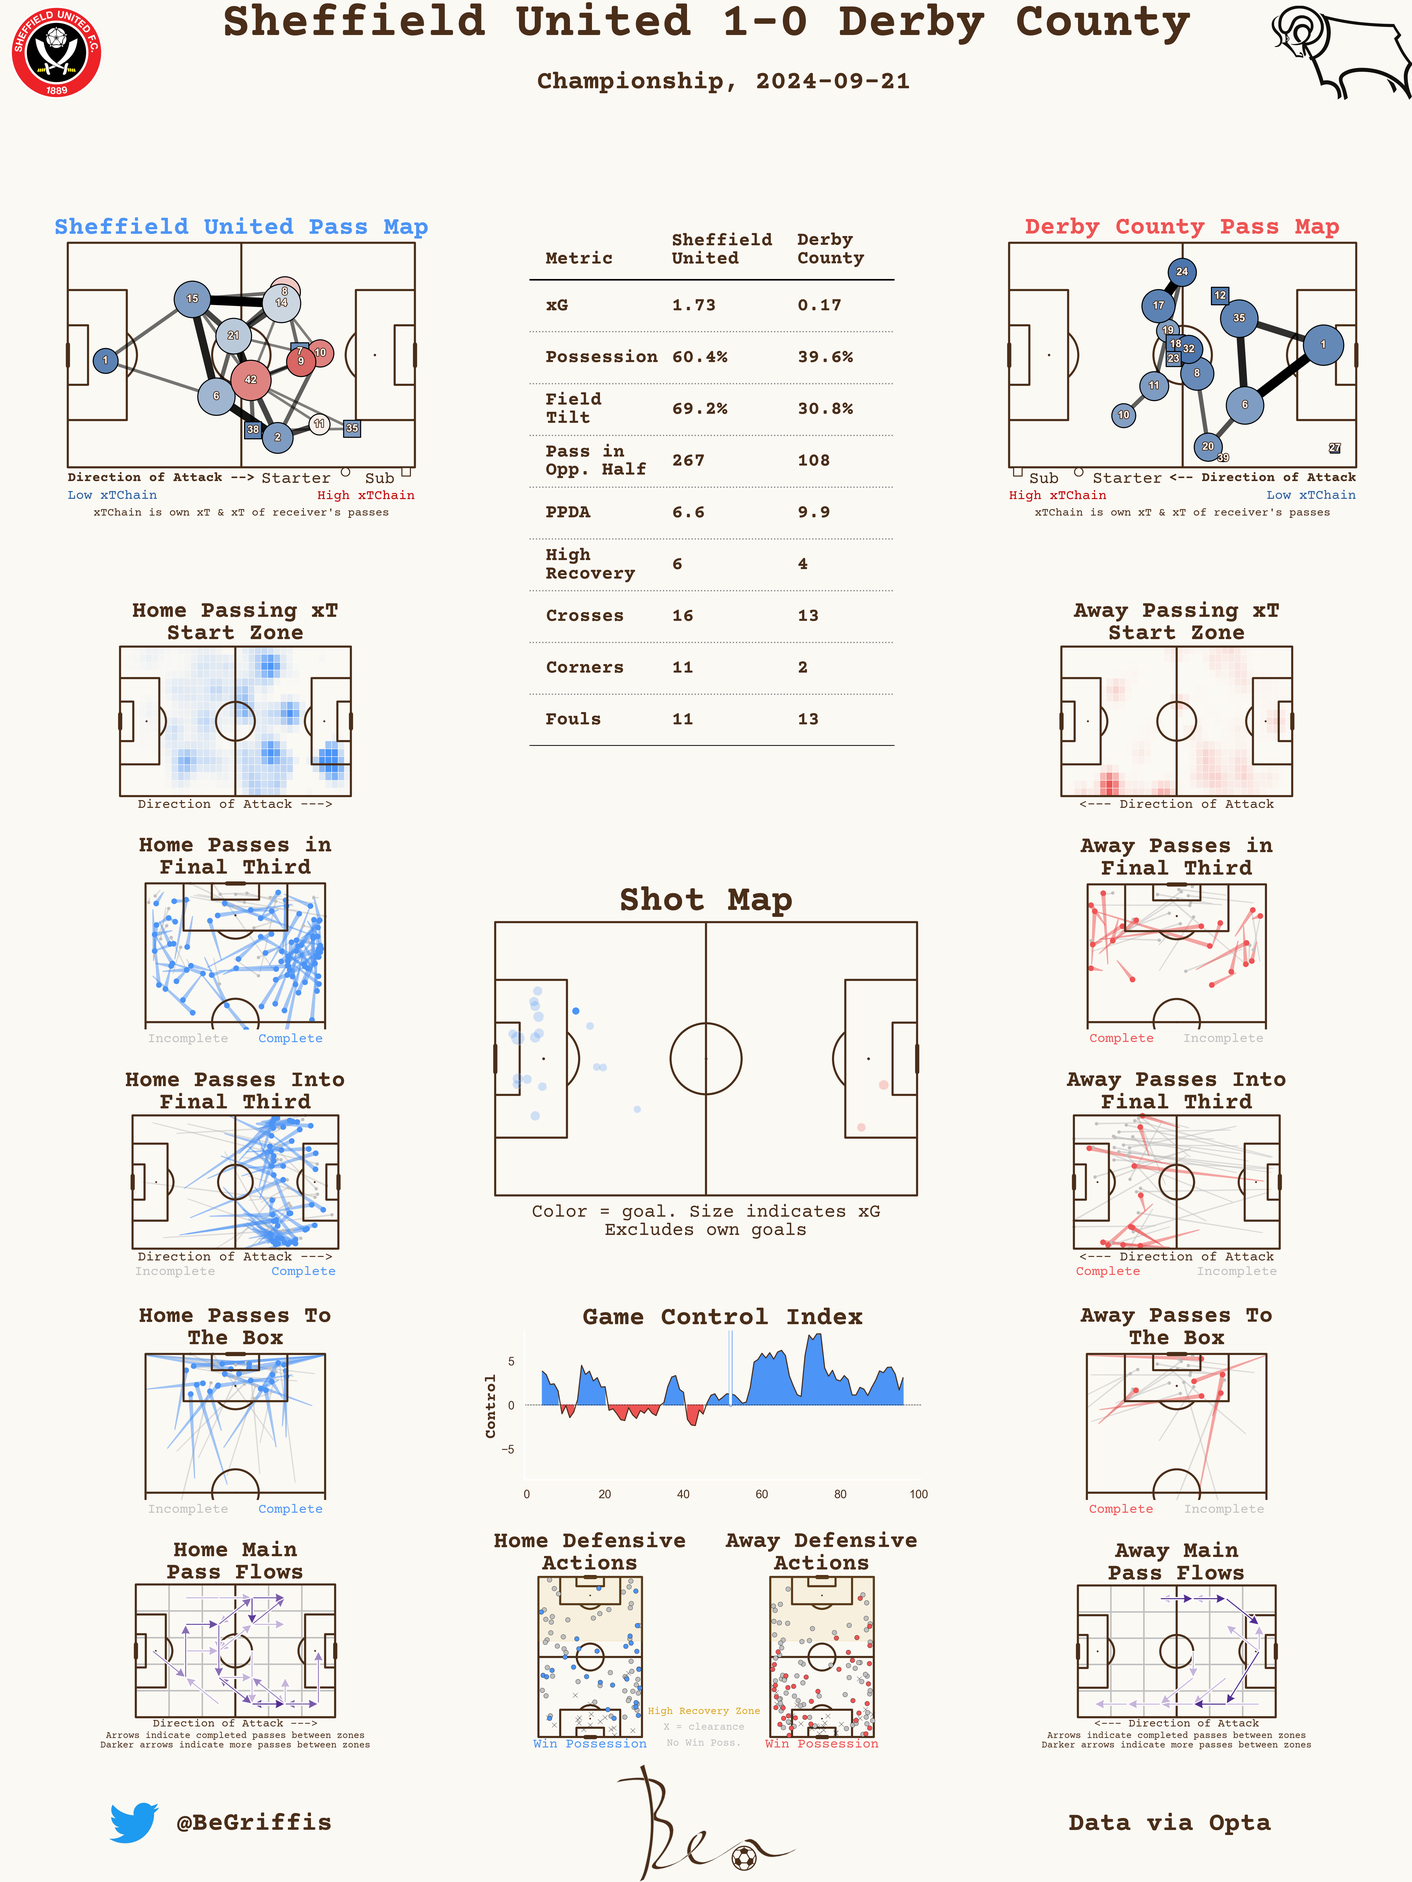 Sheffield United 1-0 Derby County
Championship, 2024-09-21
SHEFFIELD UNITED F.C.
1889
Sheffield United Pass Map
15
8
14
21
7
10
9
1
42
6
11
35
38
2
Direction of Attack --> Starter Sub
Low xTChain High xTChain
xTChain is own xT & xT of receiver's passes
Metric Sheffield United Derby County
xG 1.73 0.17
Possession 60.4% 39.6%
Field Tilt 69.2% 30.8%
Pass in Opp. Half 267 108
PPDA 6.6 9.9
High Recovery 6 4
Crosses 16 13
Corners 11 2
Fouls 11 13
Derby County Pass Map
24
12
17
35
19
18
32
1
23
8
11
6
10
20
39
27
Sub Starter <-- Direction of Attack
High xTChain Low xTChain
xTChain is own xT & xT of receiver's passes
Home Passing xT
Start Zone
Direction of Attack --->
Away Passing xT
Start Zone
<--- Direction of Attack
Home Passes in
Final Third
Incomplete Complete
Shot Map
Color = goal. Size indicates xG
Excludes own goals
Away Passes in
Final Third
Complete Incomplete
Home Passes Into
Final Third
Direction of Attack --->
Incomplete Complete
Away Passes Into
Final Third
<--- Direction of Attack
Complete Incomplete
Home Passes To
The Box
Incomplete Complete
Game Control Index
Control
5
0
−5
0 20 40 60 80 100
Away Passes To
The Box
Complete Incomplete
Home Main
Pass Flows
Direction of Attack --->
Arrows indicate completed passes between zones
Darker arrows indicate more passes between zones
Home Defensive
Actions
Win Possession
High Recovery Zone
X = clearance
No Win Poss.
Away Defensive
Actions
Win Possession
Away Main
Pass Flows
<--- Direction of Attack
Arrows indicate completed passes between zones
Darker arrows indicate more passes between zones
@BeGriffis
Ben
Data via Opta